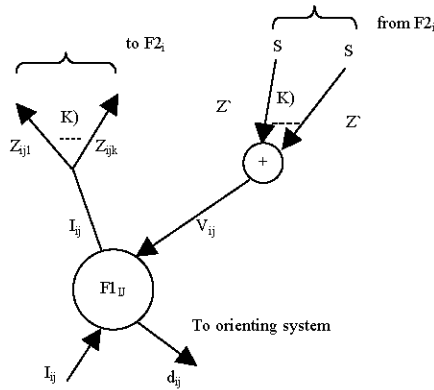 from F2i
to F2i
S S
Z` K) Z`
K)
Zij1 Zijk
+
Iij Vij
F1IJ
To orienting system
Iij dij